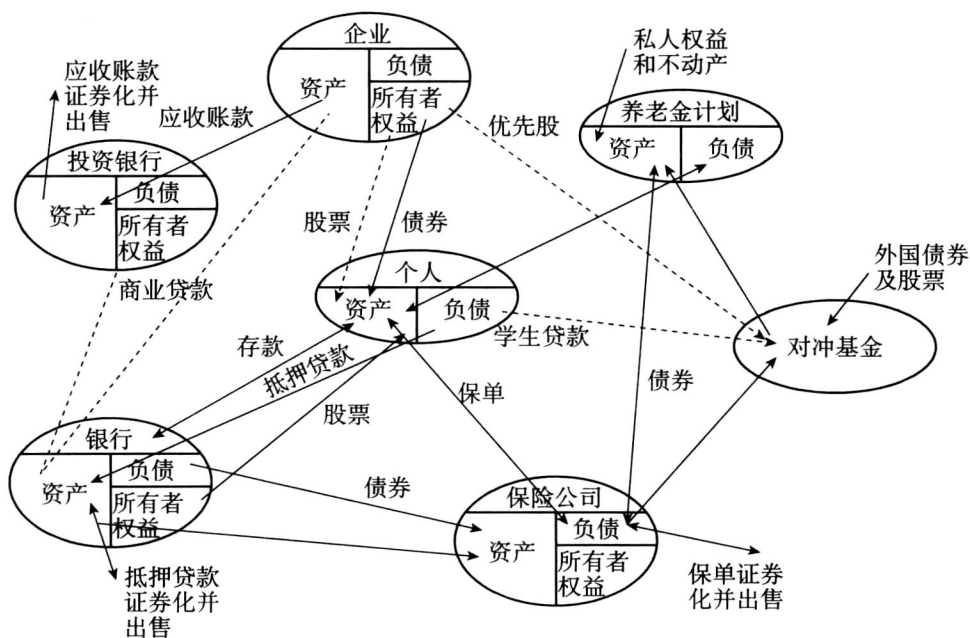 企业
负债
资产
所有者
权益
私人权益
和不动产
应收账款
证券化并
出售
应收账款
优先股
养老金计划
资产
负债
投资银行
负债
资产
所有者
权益
股票
债券
外国债券
及股票
商业贷款
个人
资产
负债
学生贷款
对冲基金
存款
抵押贷款
债券
保单
股票
银行
负债
资产
所有者
权益
债券
保险公司
负债
资产
所有者
权益
抵押贷款
证券化并
出售
保单证券
化并出售